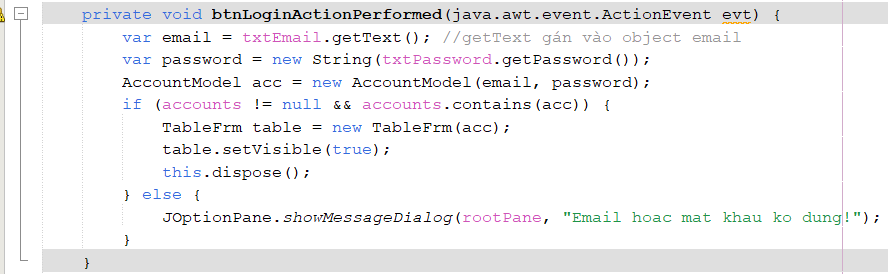 private void btnLoginActionPerformed(java.awt.event.ActionEvent evt) {
    var email = txtEmail.getText(); //getText gán vào object email
    var password = new String(txtPassword.getPassword());
    AccountModel acc = new AccountModel(email, password);
    if (accounts != null && accounts.contains(acc)) {
        TableFrm table = new TableFrm(acc);
        table.setVisible(true);
        this.dispose();
    } else {
        JOptionPane.showMessageDialog(rootPane, "Email hoac mat khau ko dung!");
    }
}